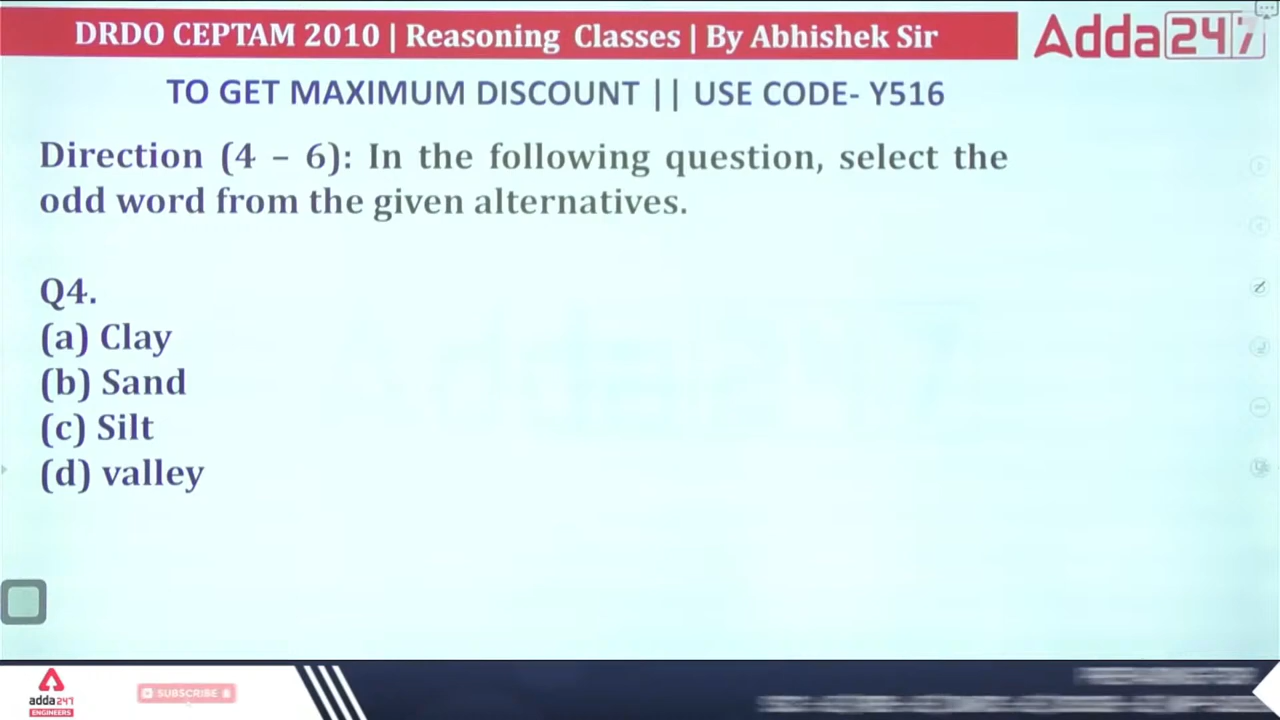 DRDO CEPTAM 2010 | Reasoning Classes | By Abhishek Sir
Adda247
TO GET MAXIMUM DISCOUNT || USE CODE- Y516
Direction (4 – 6): In the following question, select the
odd word from the given alternatives.
Q4.
(a) Clay
(b) Sand
(c) Silt
(d) valley
adda247
ENGINEERS
SUBSCRIBE